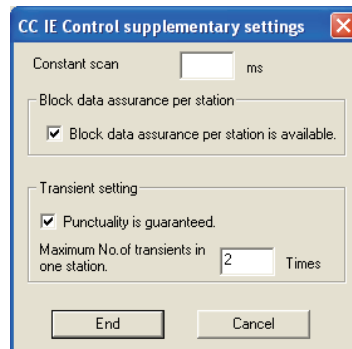 CC IE Control supplementary settings
Constant scan ms
Block data assurance per station
Block data assurance per station is available.
Transient setting
Punctuality is guaranteed.
Maximum No.of transients in
one station. 2 Times
End Cancel